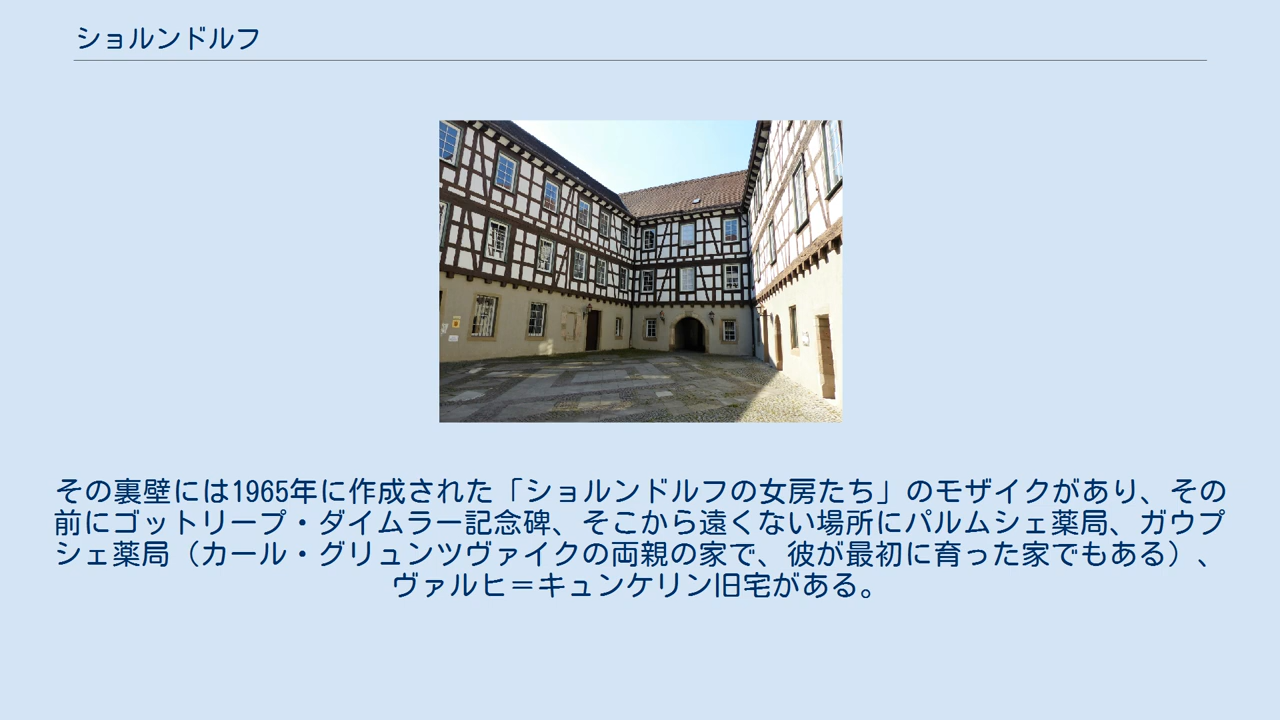 ショルンドルフ
その裏壁には1965年に作成された「ショルンドルフの女房たち」のモザイクがあり、その
前にゴットリープ・ダイムラー記念碑、そこから遠くない場所にパルムシェ薬局、ガウプ
シェ薬局（カール・グリュンツヴァイクの両親の家で、彼が最初に育った家でもある）、
ヴァルヒ＝キュンケリン旧宅がある。